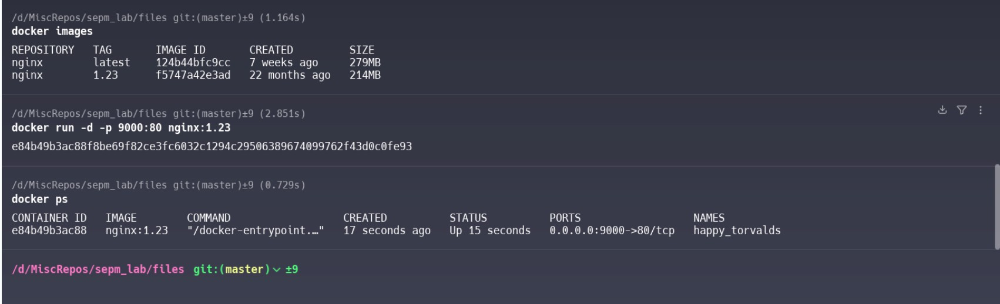 /d/MiscRepos/sepm_lab/files git:(master)±9 (1.164s)
docker images
REPOSITORY   TAG       IMAGE ID       CREATED         SIZE
nginx        latest    124b44bfc9cc   7 weeks ago     279MB
nginx        1.23      f5747a42e3ad   22 months ago   214MB
/d/MiscRepos/sepm_lab/files git:(master)±9 (2.851s)
docker run -d -p 9000:80 nginx:1.23
e84b49b3ac88f8be69f82ce3fc6032c1294c29506389674099762f43d0c0fe93
/d/MiscRepos/sepm_lab/files git:(master)±9 (0.729s)
docker ps
CONTAINER ID   IMAGE        COMMAND                  CREATED          STATUS          PORTS                  NAMES
e84b49b3ac88   nginx:1.23   "/docker-entrypoint.…"   17 seconds ago   Up 15 seconds   0.0.0.0:9000->80/tcp   happy_torvalds
/d/MiscRepos/sepm_lab/files git:(master) ±9